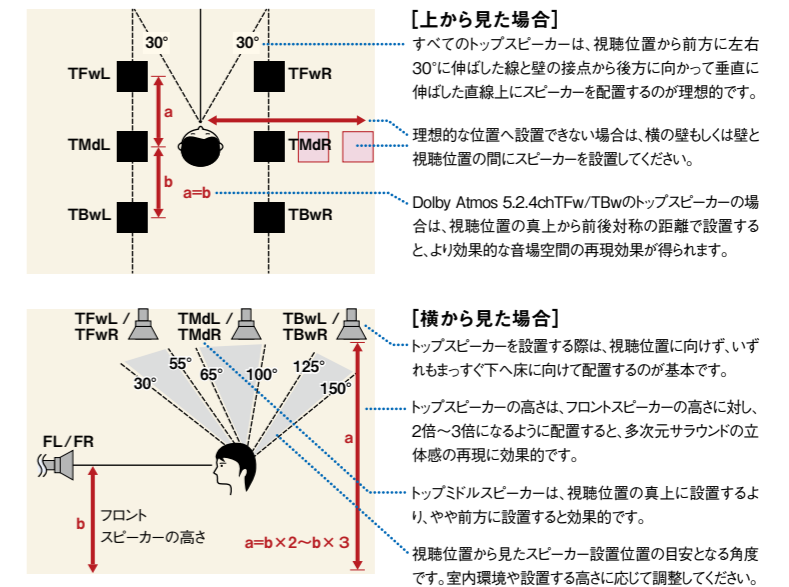 [上から見た場合]
30°
30°
すべてのトップスピーカーは、視聴位置から前方に左右
30°に伸ばした線と壁の接点から後方に向かって垂直に
伸ばした直線上にスピーカーを配置するのが理想的です。
TFwL
TFwR
a
理想的な位置へ設置できない場合は、横の壁もしくは壁と
視聴位置の間にスピーカーを設置してください。
TMdL
TMdR
b
a=b
Dolby Atmos 5.2.4chTFw/TBwのトップスピーカーの場
合は、視聴位置の真上から前後対称の距離で設置する
と、より効果的な音場空間の再現効果が得られます。
TBwL
TBwR
[横から見た場合]
TFwL /
TFwR
TMdL /
TMdR
TBwL /
TBwR
トップスピーカーを設置する際は、視聴位置に向けず、いず
れもまっすぐ下へ床に向けて配置するのが基本です。
30°
55°
65°
100°
125°
150°
トップスピーカーの高さは、フロントスピーカーの高さに対し、
2倍〜3倍になるように配置すると、多次元サラウンドの立
体感の再現に効果的です。
FL/FR
a
トップミドルスピーカーは、視聴位置の真上に設置するよ
り、やや前方に設置すると効果的です。
b
フロント
スピーカーの高さ
a=b×2〜b×3
視聴位置から見たスピーカー設置位置の目安となる角度
です。室内環境や設置する高さに応じて調整してください。